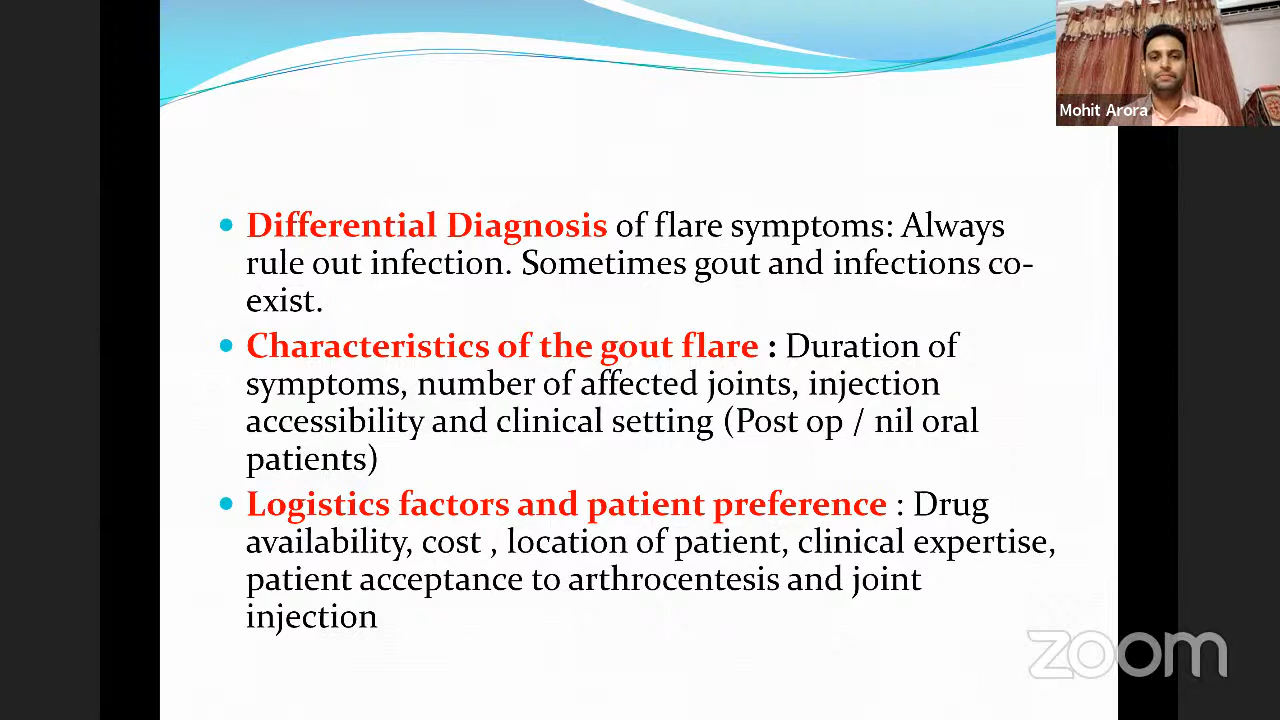 Mohit Arora
Differential Diagnosis of flare symptoms: Always
rule out infection. Sometimes gout and infections co-
exist.
Characteristics of the gout flare : Duration of
symptoms, number of affected joints, injection
accessibility and clinical setting (Post op / nil oral
patients)
Logistics factors and patient preference : Drug
availability, cost , location of patient, clinical expertise,
patient acceptance to arthrocentesis and joint
injection
zoom